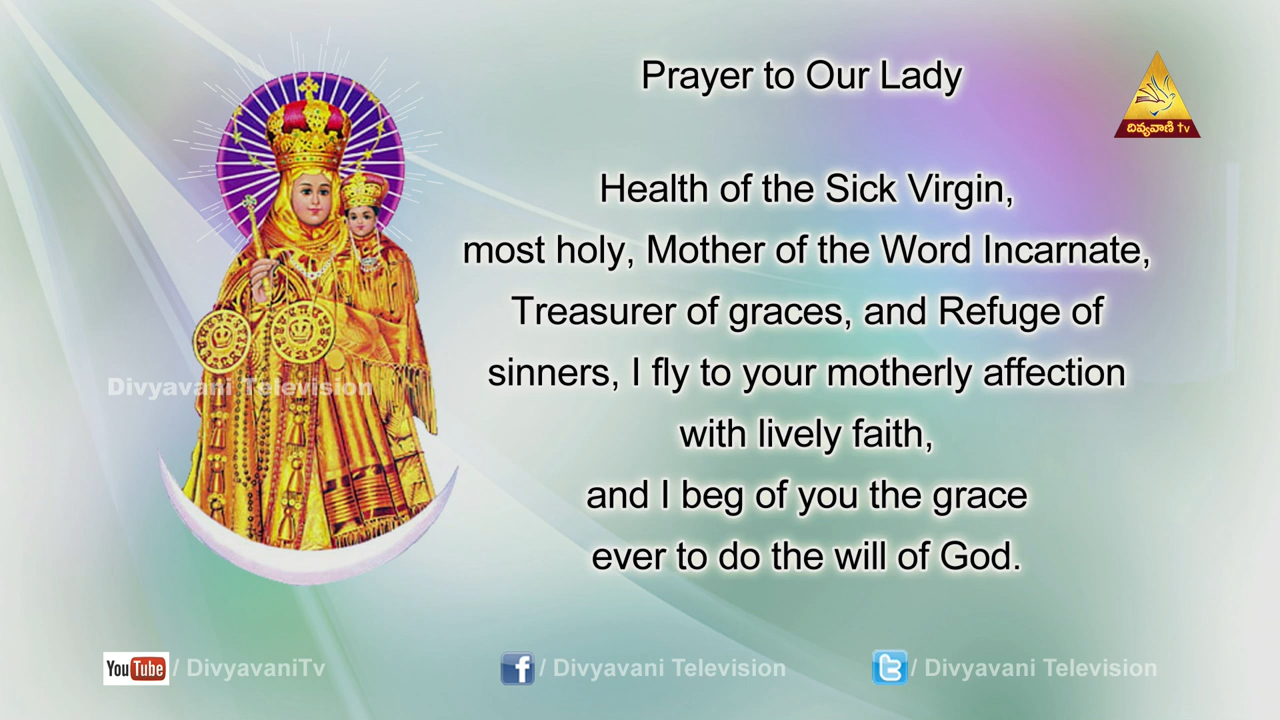 Prayer to Our Lady
దివ్యవాణి tv
Health of the Sick Virgin,
most holy, Mother of the Word Incarnate,
Treasurer of graces, and Refuge of
sinners, I fly to your motherly affection
with lively faith,
and I beg of you the grace
ever to do the will of God.
Divyavani Television
YouTube / DivyavaniTv
f / Divyavani Television
t / Divyavani Television